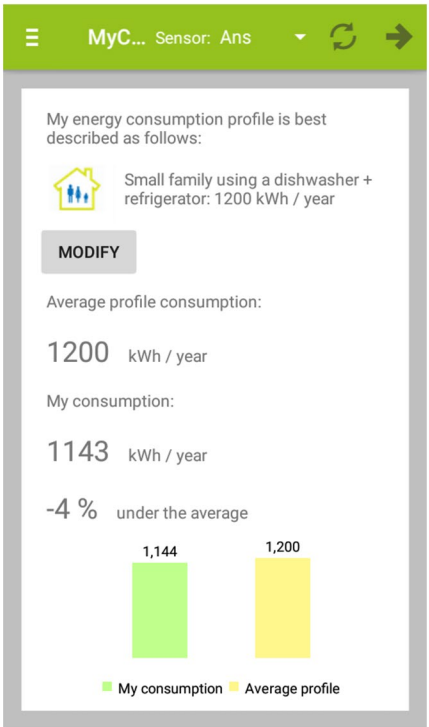 MyC... Sensor: Ans
My energy consumption profile is best
described as follows:
Small family using a dishwasher +
refrigerator: 1200 kWh / year
MODIFY
Average profile consumption:
1200 kWh / year
My consumption:
1143 kWh / year
-4 % under the average
1,144 1,200
My consumption Average profile